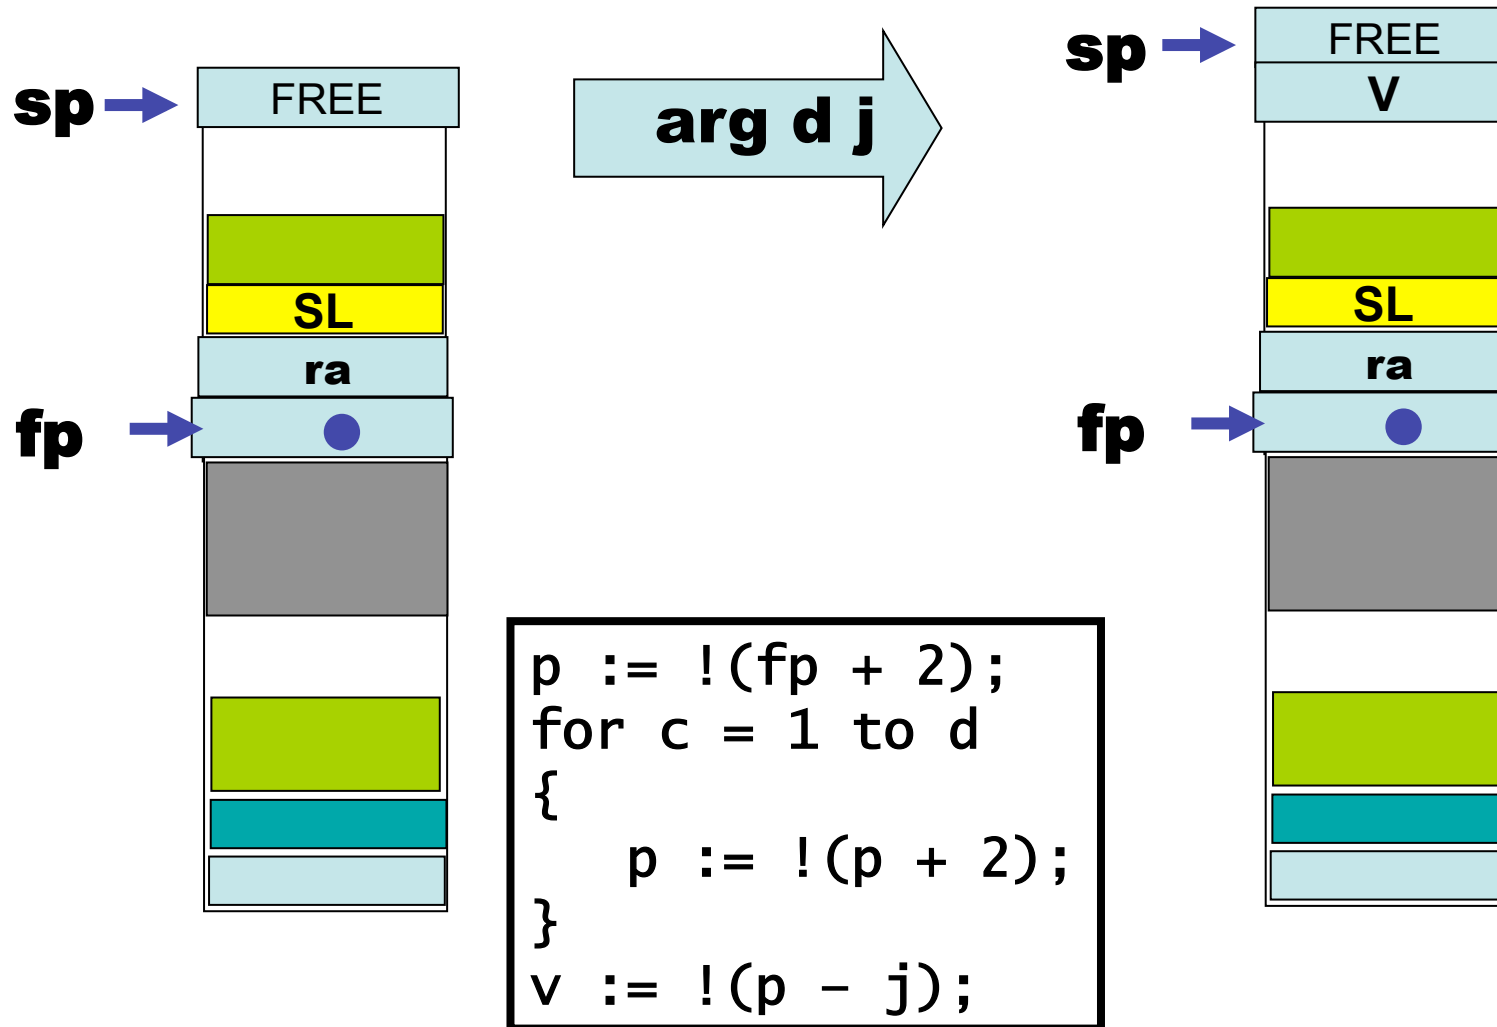 sp
FREE
SL
ra
fp
arg d j
sp
FREE
V
SL
ra
fp
p := !(fp + 2);
for c = 1 to d
{
p := !(p + 2);
}
v := !(p – j);